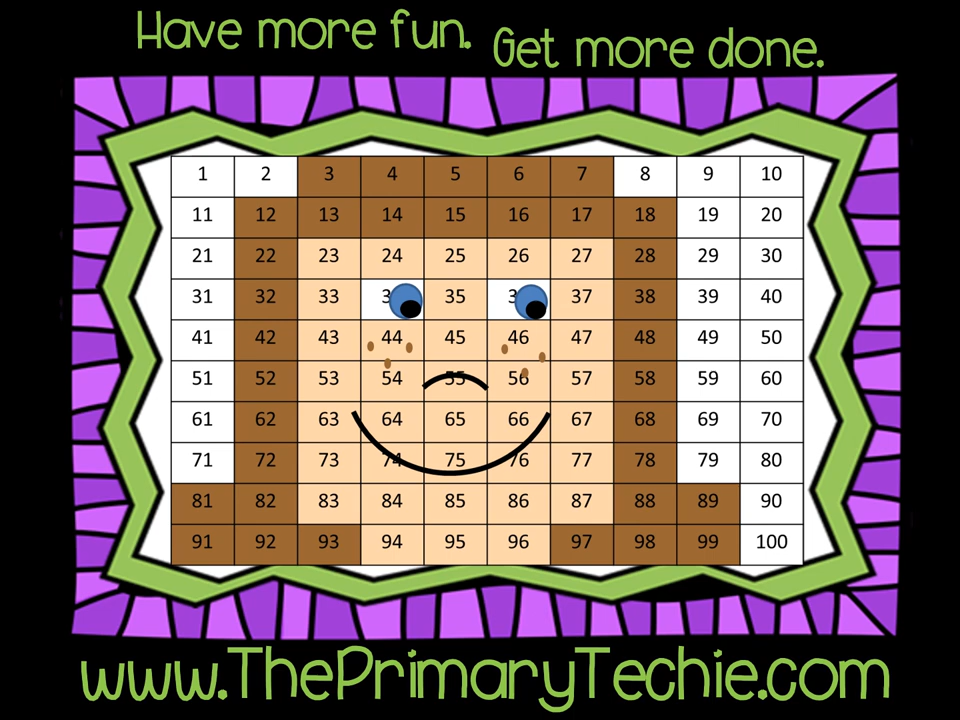 Have more fun. Get more done.
1 2 3 4 5 6 7 8 9 10
11 12 13 14 15 16 17 18 19 20
21 22 23 24 25 26 27 28 29 30
31 32 33 3 35 3 37 38 39 40
41 42 43 44 45 46 47 48 49 50
51 52 53 54 55 56 57 58 59 60
61 62 63 64 65 66 67 68 69 70
71 72 73 74 75 76 77 78 79 80
81 82 83 84 85 86 87 88 89 90
91 92 93 94 95 96 97 98 99 100
www.ThePrimaryTechie.com